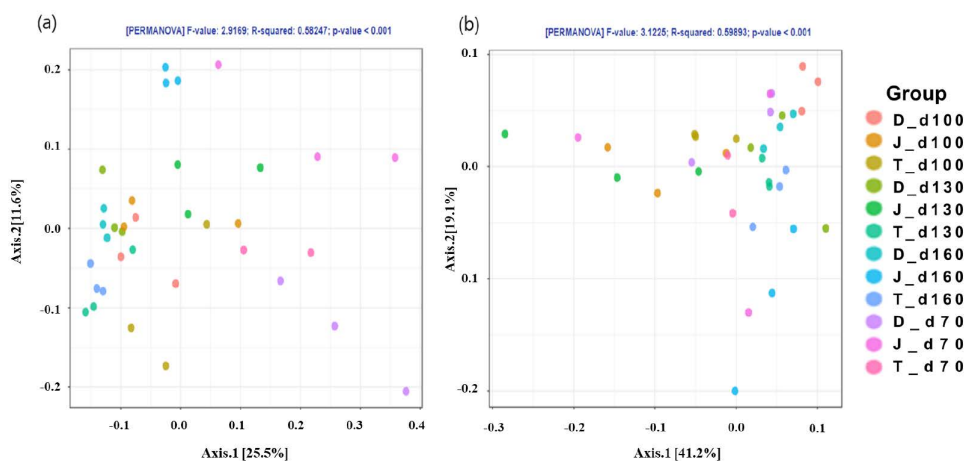 (a)
[PERMANOVA] F-value: 2.9169; R-squared: 0.58247; p-value < 0.001
0.2
0.1
0.0
-0.1
-0.2
Axis.2 [11.6%]
-0.1 0.0 0.1 0.2 0.3 0.4
Axis.1 [25.5%]
(b)
[PERMANOVA] F-value: 3.1225; R-squared: 0.59893; p-value < 0.001
0.1
0.0
0.1
-0.2
Axis.2 [19.1%]
-0.3 -0.2 -0.1 0.0 0.1
Axis.1 [41.2%]
Group
D_d100
J_d100
T_d100
D_d130
J_d130
T_d130
D_d160
J_d160
T_d160
D_d70
J_d70
T_d70